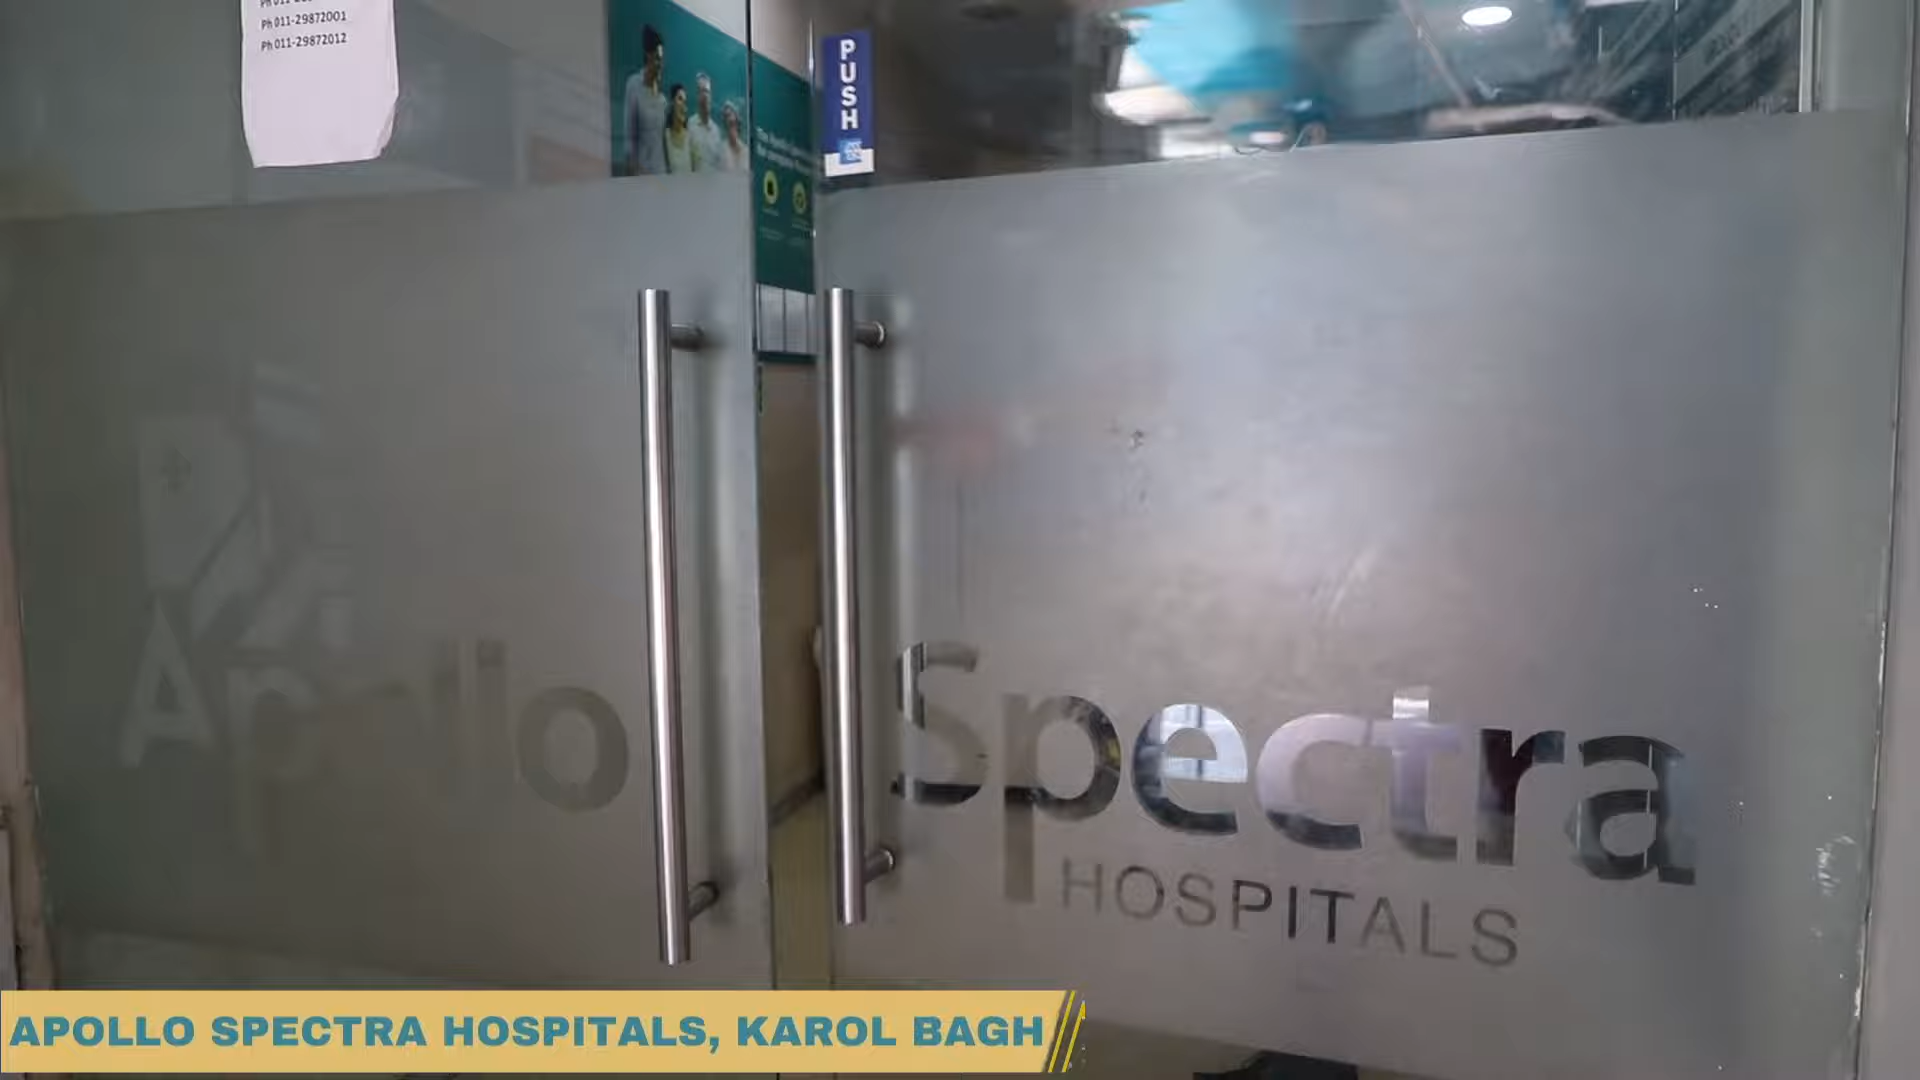 Ph 011-29872001
Ph 011-29872012
PUSH
Apollo Spectra
HOSPITALS
APOLLO SPECTRA HOSPITALS, KAROL BAGH